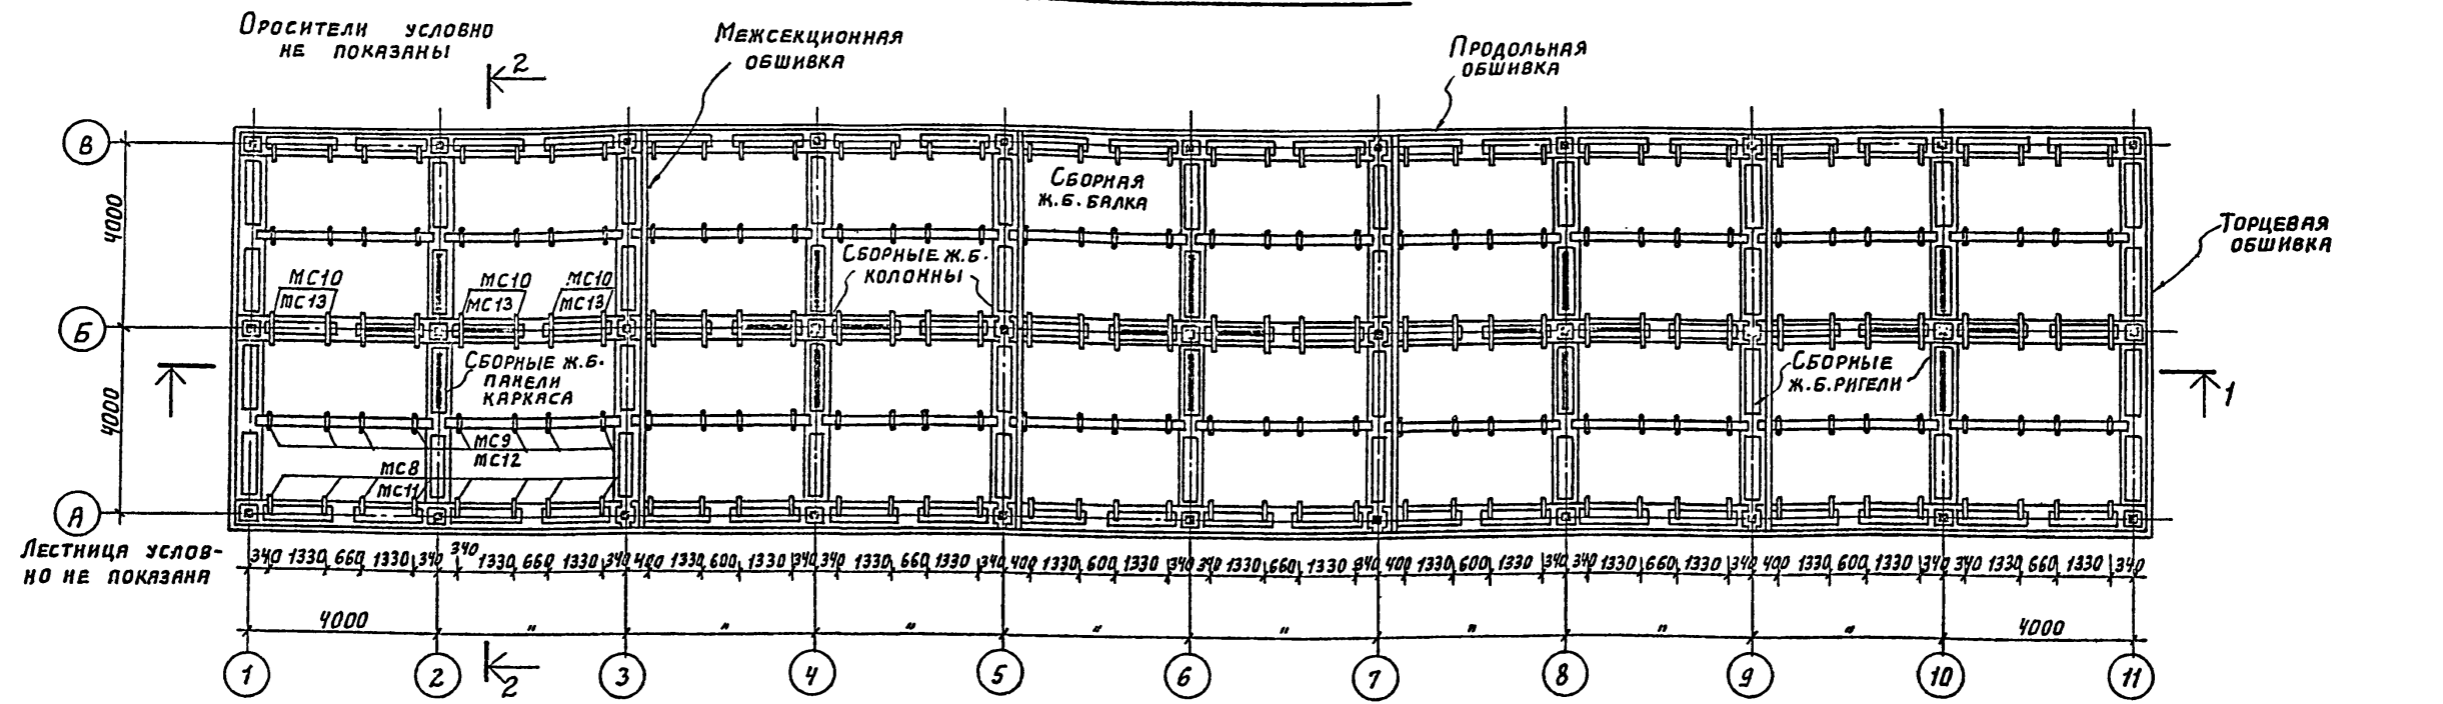 Оросители условно
не показаны
2
Межсекционная
обшивка
Продольная
обшивка
В
4000
Сборная
ж.б. балка
Торцевая
обшивка
Сборные ж.б.
колонны
МС10
МС13
МС10
МС13
МС10
МС13
Б
Сборные ж.б.
панели
каркаса
Сборные
ж.б. ригели
1
4000
МС9
МС12
МС8
МС11
А
Лестница услов-
но не показана
340 1330 660 1330 340 340 1330 660 1330 340 400 1330 600 1330 340 340 1330 660 1330 340 400 1330 600 1330 340 340 1330 660 1330 340 400 1330 600 1330 340 340 1330 660 1330 340 400 1330 600 1330 340 340 1330 660 1330 340
4000 " " " " " " " " 4000
2
1 2 3 4 5 6 7 8 9 10 11